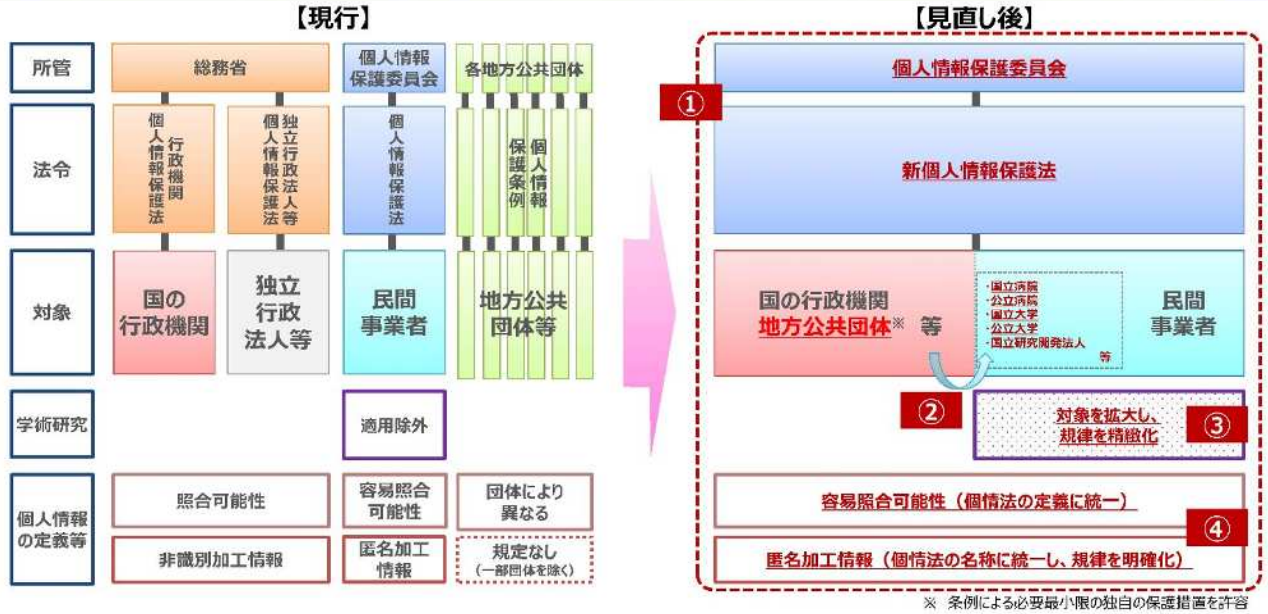 【現行】
【見直し後】
所管
総務省
個人情報
保護委員会
各地方公共団体
個人情報保護委員会
①
法令
行政機関
個人情報保護法
独立行政法人等
個人情報保護法
個人情報保護法
個人情報
保護条例
新個人情報保護法
対象
国の
行政機関
独立
行政
法人等
民間
事業者
地方公共
団体等
国の行政機関
地方公共団体※ 等
・国立病院
・公立病院
・国立大学
・公立大学
・国立研究開発法人
等
民間
事業者
②
学術研究
適用除外
対象を拡大し、
規律を精緻化
③
個人情報
の定義等
照合可能性
容易照合
可能性
団体により
異なる
容易照合可能性（個情法の定義に統一）
④
非識別加工情報
匿名加工
情報
規定なし
（一部団体を除く）
匿名加工情報（個情法の名称に統一し、規律を明確化）
※ 条例による必要最小限の独自の保護措置を許容